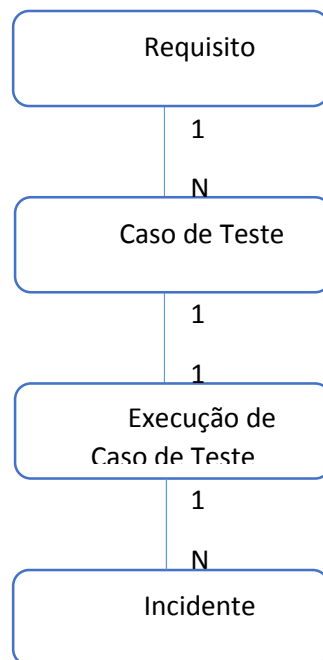 Requisito
1
N
Caso de Teste
1
1
Execução de
Caso de Teste
1
N
Incidente